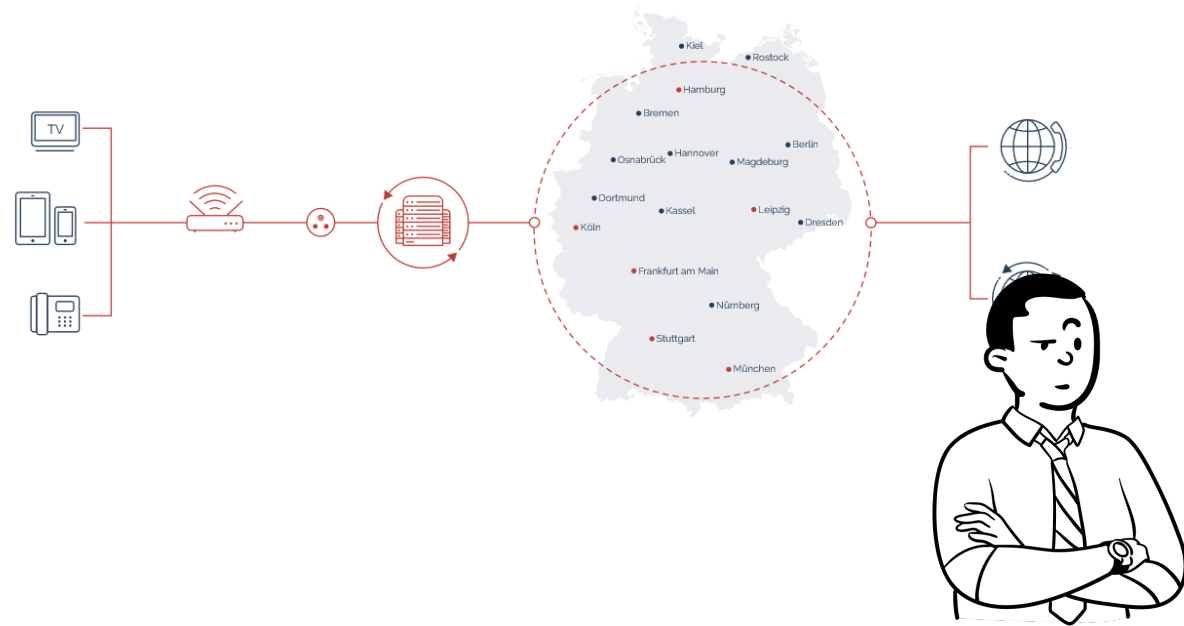 TV
Kiel
Rostock
Hamburg
Bremen
Berlin
Hannover
Osnabrück
Magdeburg
Dortmund
Kassel
Leipzig
Dresden
Köln
Frankfurt am Main
Nürnberg
Stuttgart
München